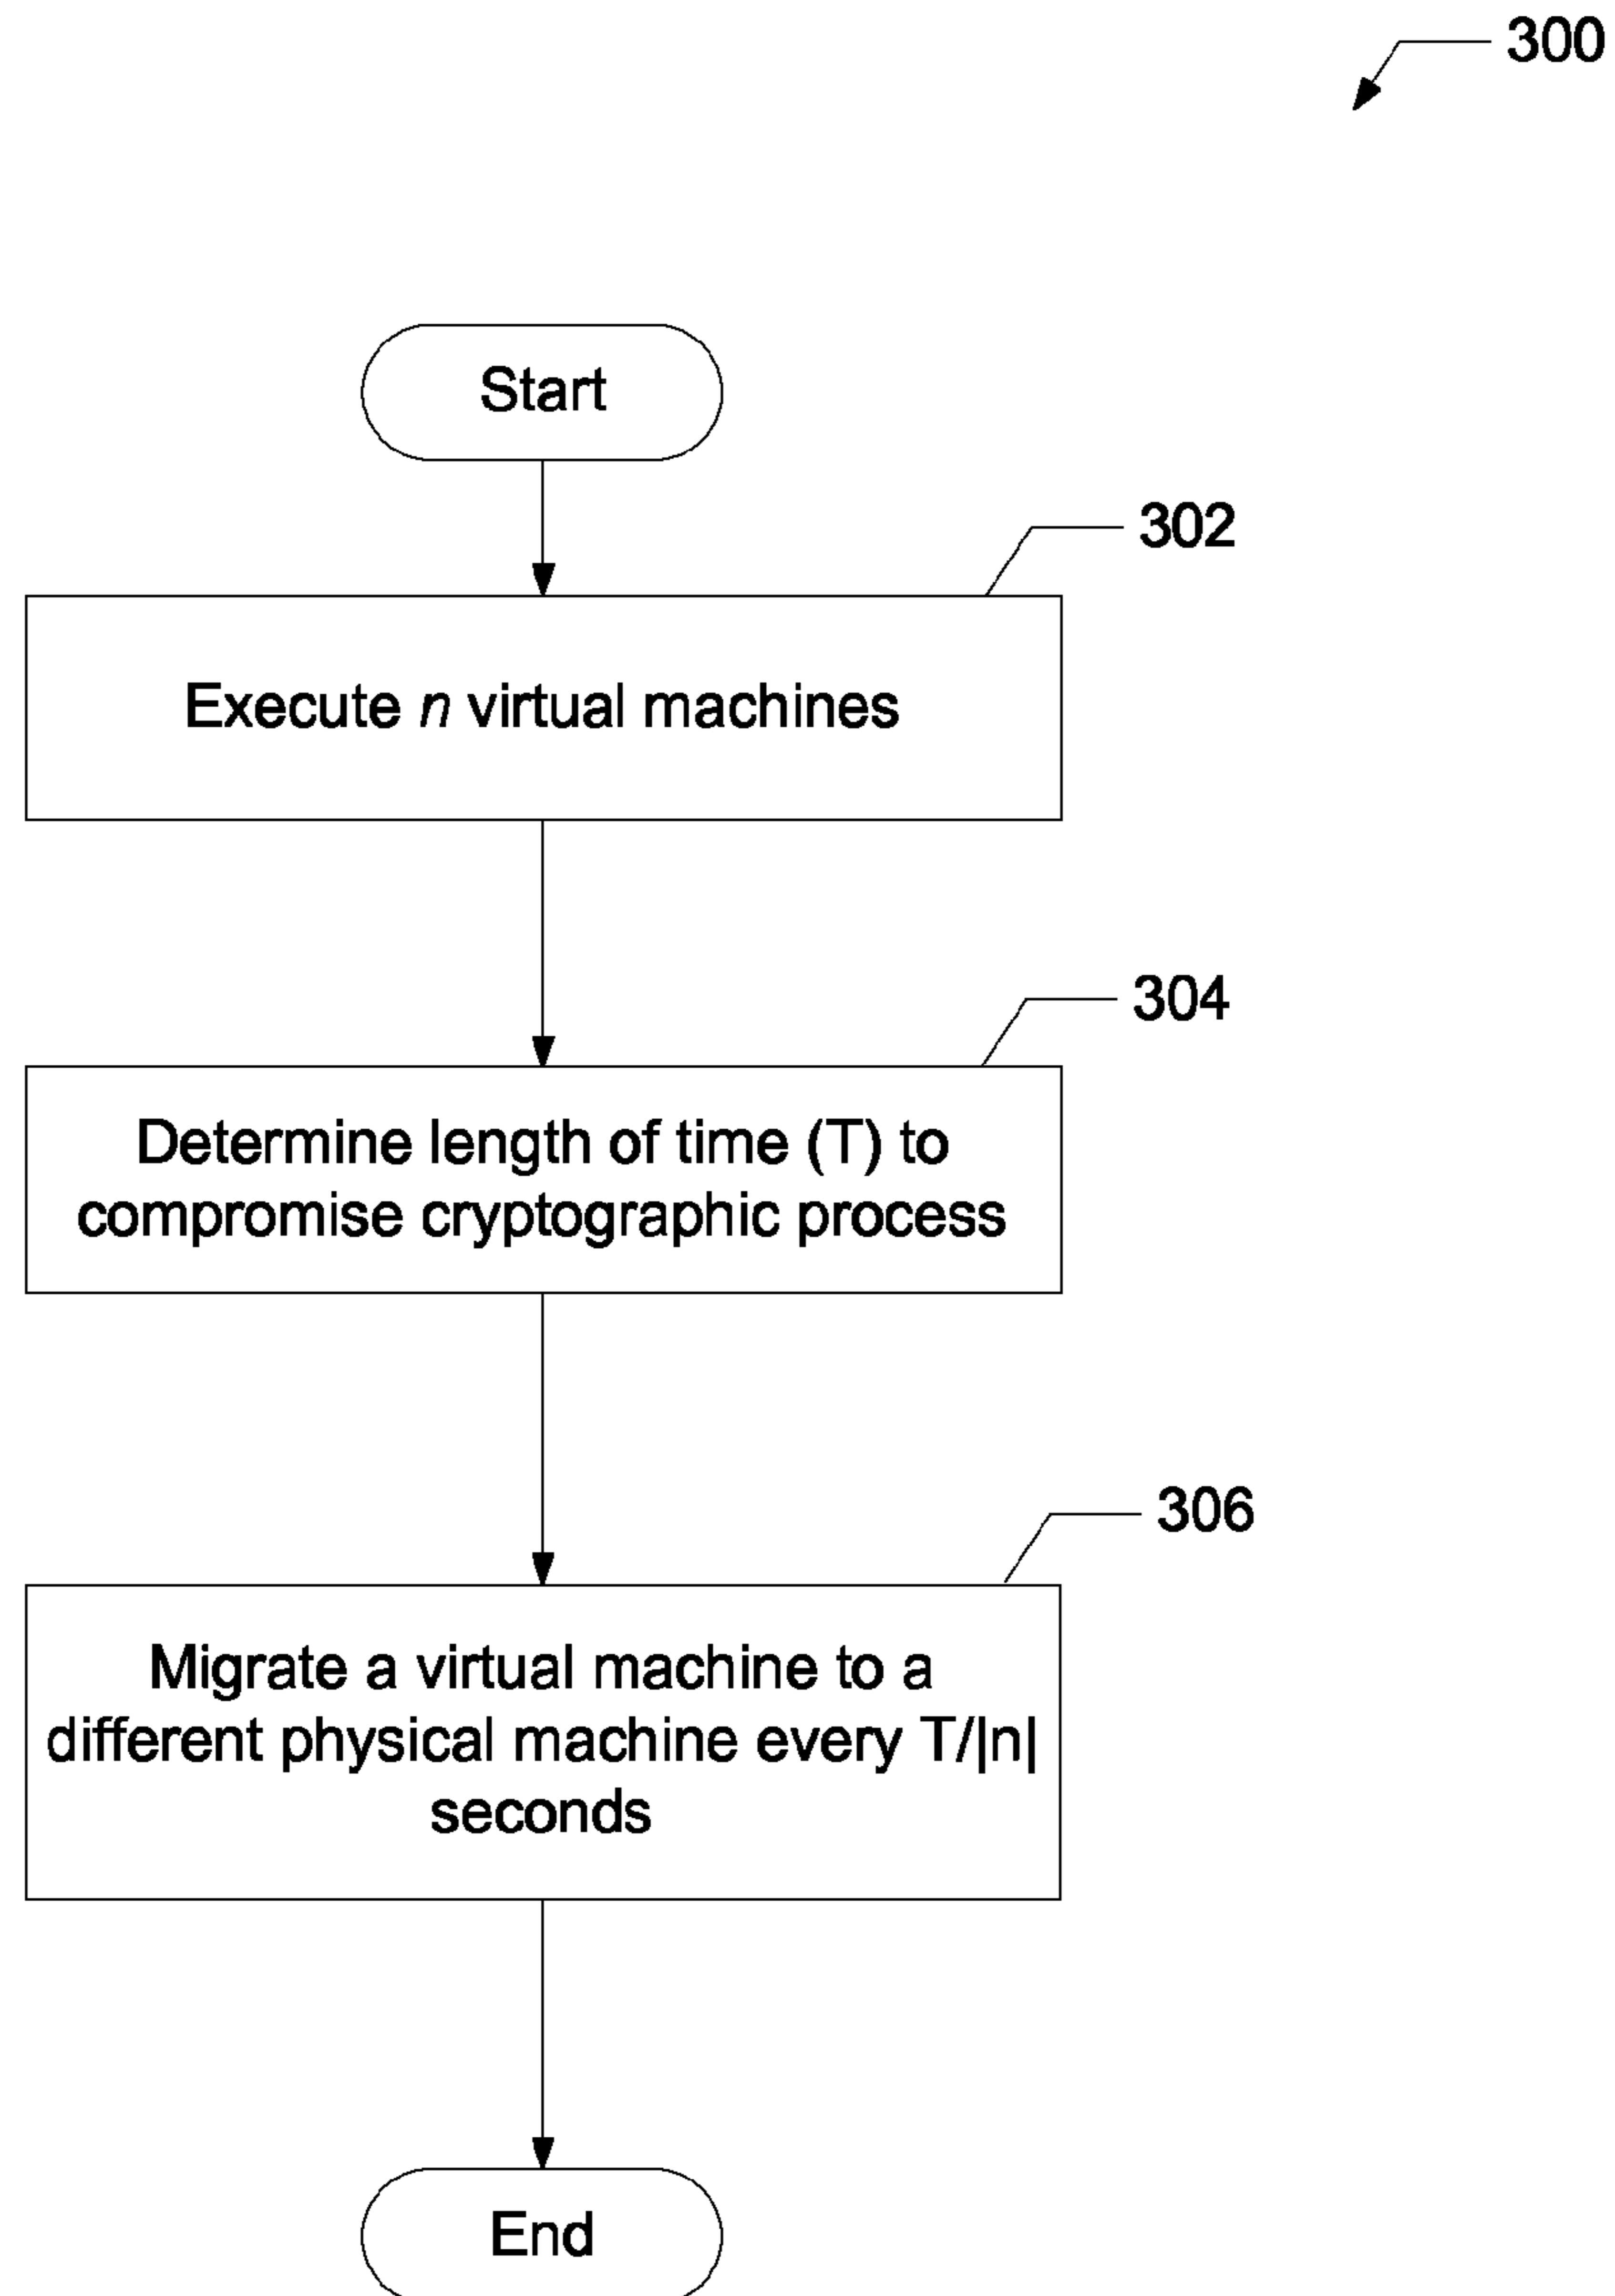 300
Start
302
Execute n virtual machines
304
Determine length of time (T) to
compromise cryptographic process
306
Migrate a virtual machine to a
different physical machine every T/|n|
seconds
End